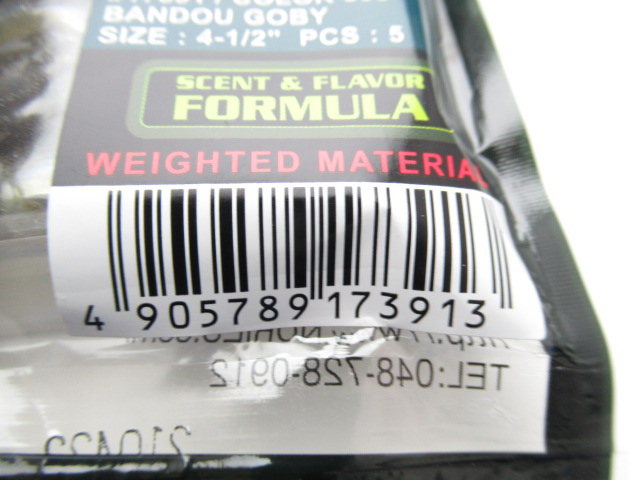 BANDOU GOBY
SIZE : 4-1/2" PCS : 5
SCENT & FLAVOR
FORMULA
WEIGHTED MATERIAL
4 905789 173913
TEL:048-728-0912